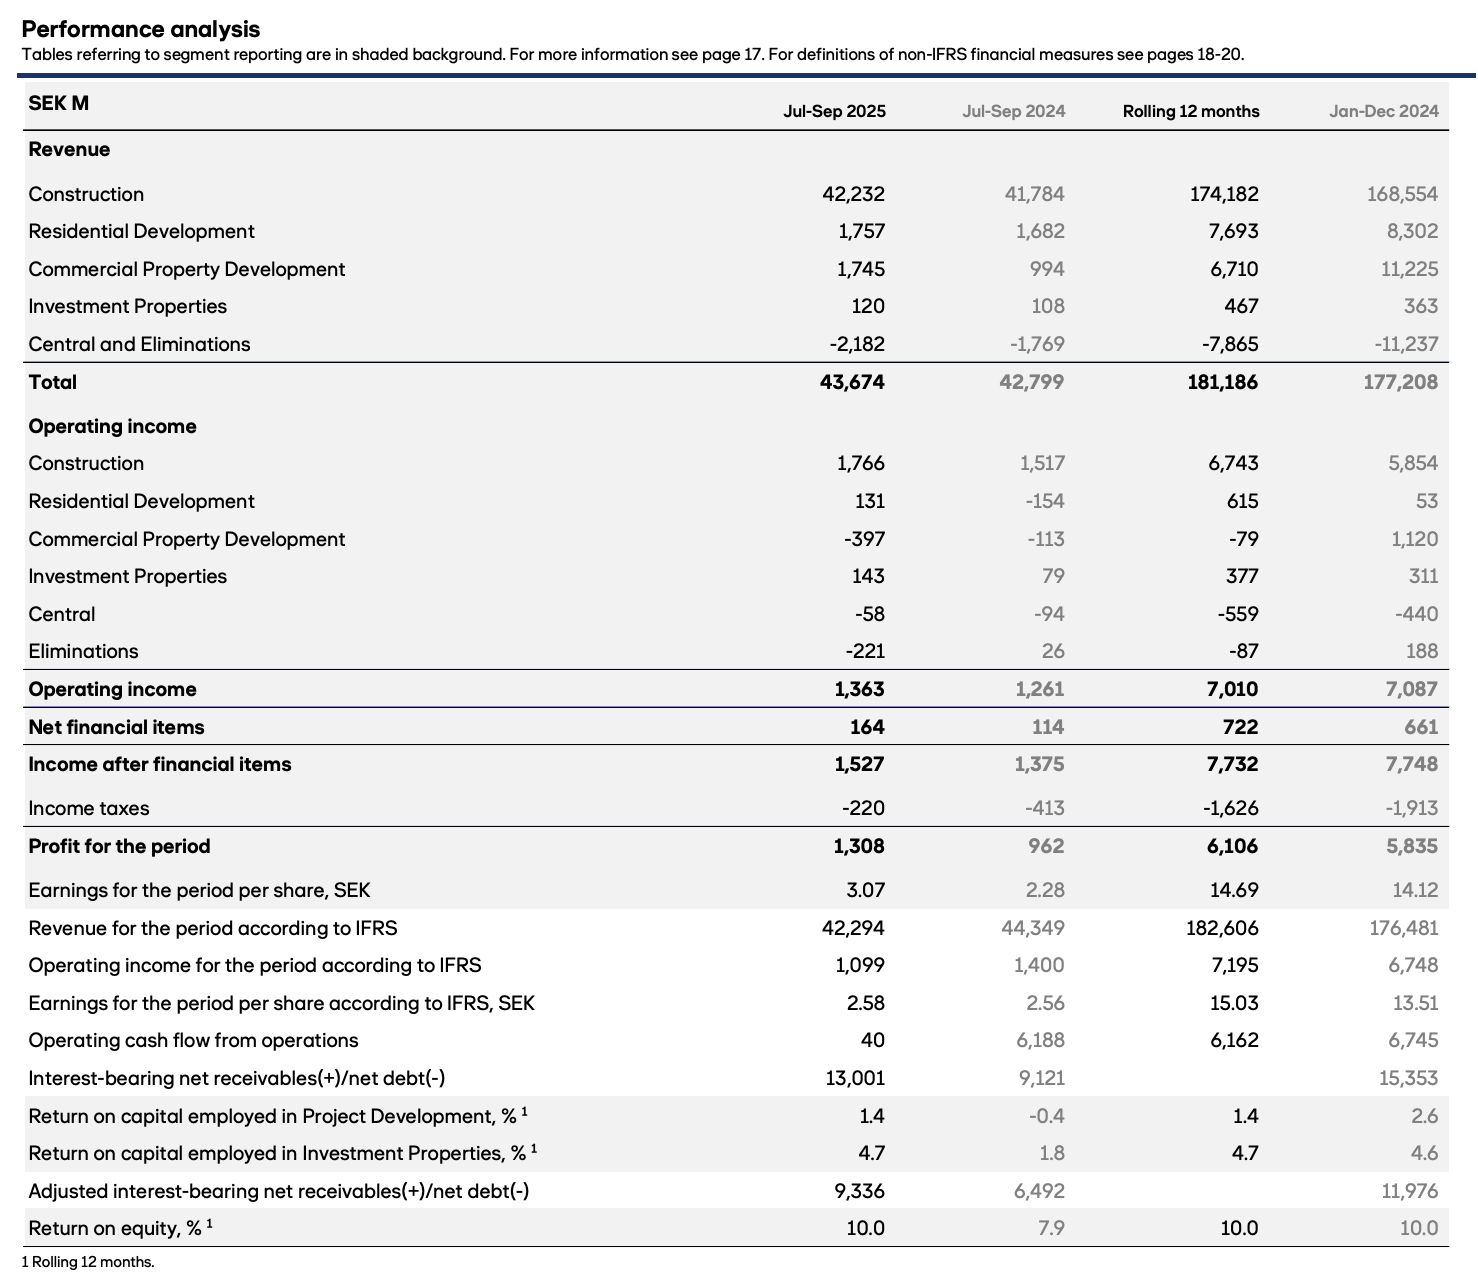 Performance analysis
Tables referring to segment reporting are in shaded background. For more information see page 17. For definitions of non-IFRS financial measures see pages 18-20.
SEK M Jul-Sep 2025 Jul-Sep 2024 Rolling 12 months Jan-Dec 2024
Revenue
Construction 42,232 41,784 174,182 168,554
Residential Development 1,757 1,682 7,693 8,302
Commercial Property Development 1,745 994 6,710 11,225
Investment Properties 120 108 467 363
Central and Eliminations -2,182 -1,769 -7,865 -11,237
Total 43,674 42,799 181,186 177,208
Operating income
Construction 1,766 1,517 6,743 5,854
Residential Development 131 -154 615 53
Commercial Property Development -397 -113 -79 1,120
Investment Properties 143 79 377 311
Central -58 -94 -559 -440
Eliminations -221 26 -87 188
Operating income 1,363 1,261 7,010 7,087
Net financial items 164 114 722 661
Income after financial items 1,527 1,375 7,732 7,748
Income taxes -220 -413 -1,626 -1,913
Profit for the period 1,308 962 6,106 5,835
Earnings for the period per share, SEK 3.07 2.28 14.69 14.12
Revenue for the period according to IFRS 42,294 44,349 182,606 176,481
Operating income for the period according to IFRS 1,099 1,400 7,195 6,748
Earnings for the period per share according to IFRS, SEK 2.58 2.56 15.03 13.51
Operating cash flow from operations 40 6,188 6,162 6,745
Interest-bearing net receivables(+)/net debt(-) 13,001 9,121 15,353
Return on capital employed in Project Development, % 1 1.4 -0.4 1.4 2.6
Return on capital employed in Investment Properties, % 1 4.7 1.8 4.7 4.6
Adjusted interest-bearing net receivables(+)/net debt(-) 9,336 6,492 11,976
Return on equity, % 1 10.0 7.9 10.0 10.0
1 Rolling 12 months.